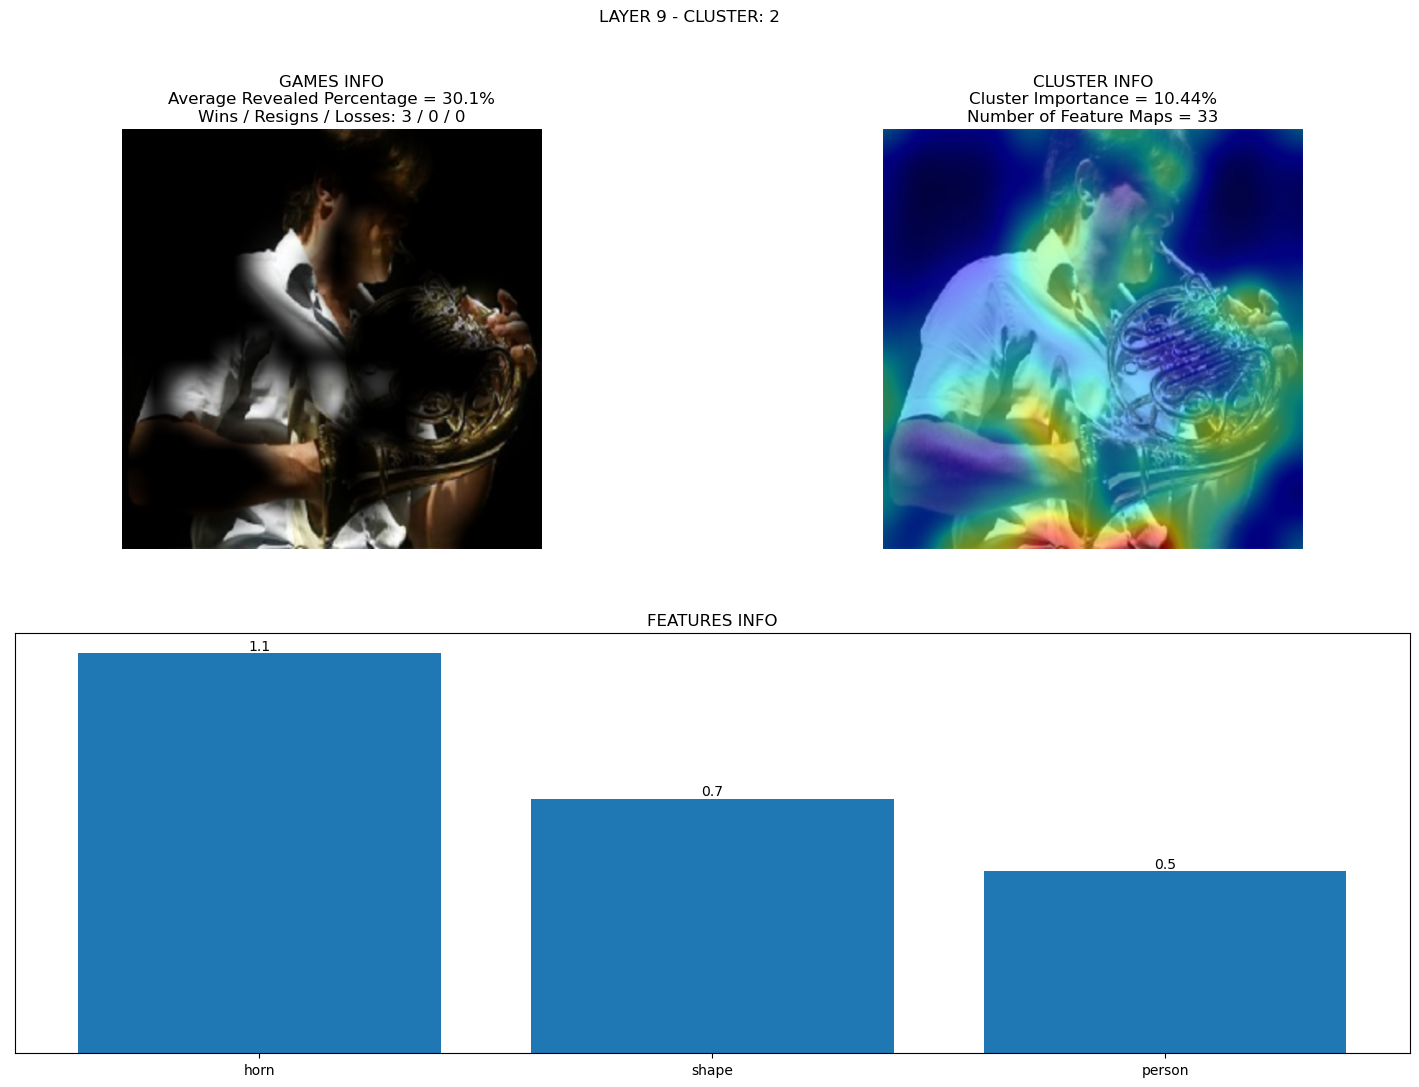 LAYER 9 - CLUSTER: 2
GAMES INFO
Average Revealed Percentage = 30.1%
Wins / Resigns / Losses: 3 / 0 / 0
CLUSTER INFO
Cluster Importance = 10.44%
Number of Feature Maps = 33
FEATURES INFO
1.1
0.7
0.5
horn
shape
person